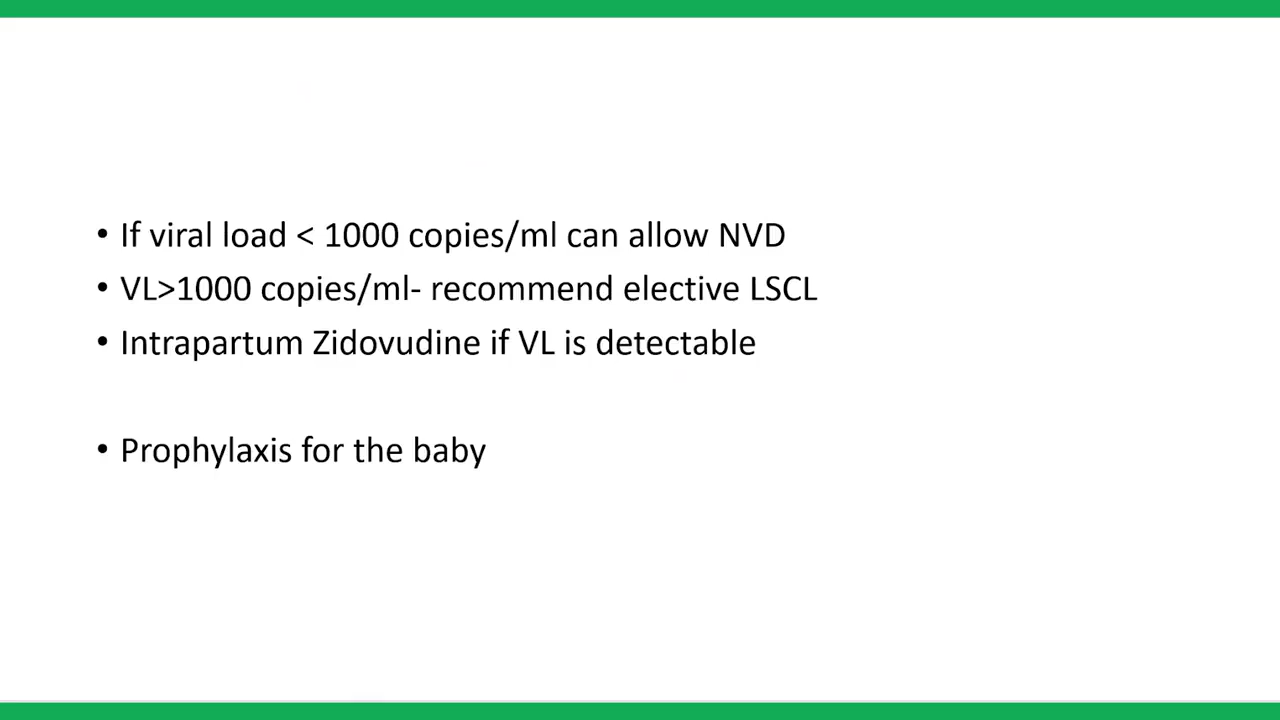 • If viral load < 1000 copies/ml can allow NVD
• VL>1000 copies/ml- recommend elective LSCL
• Intrapartum Zidovudine if VL is detectable
• Prophylaxis for the baby